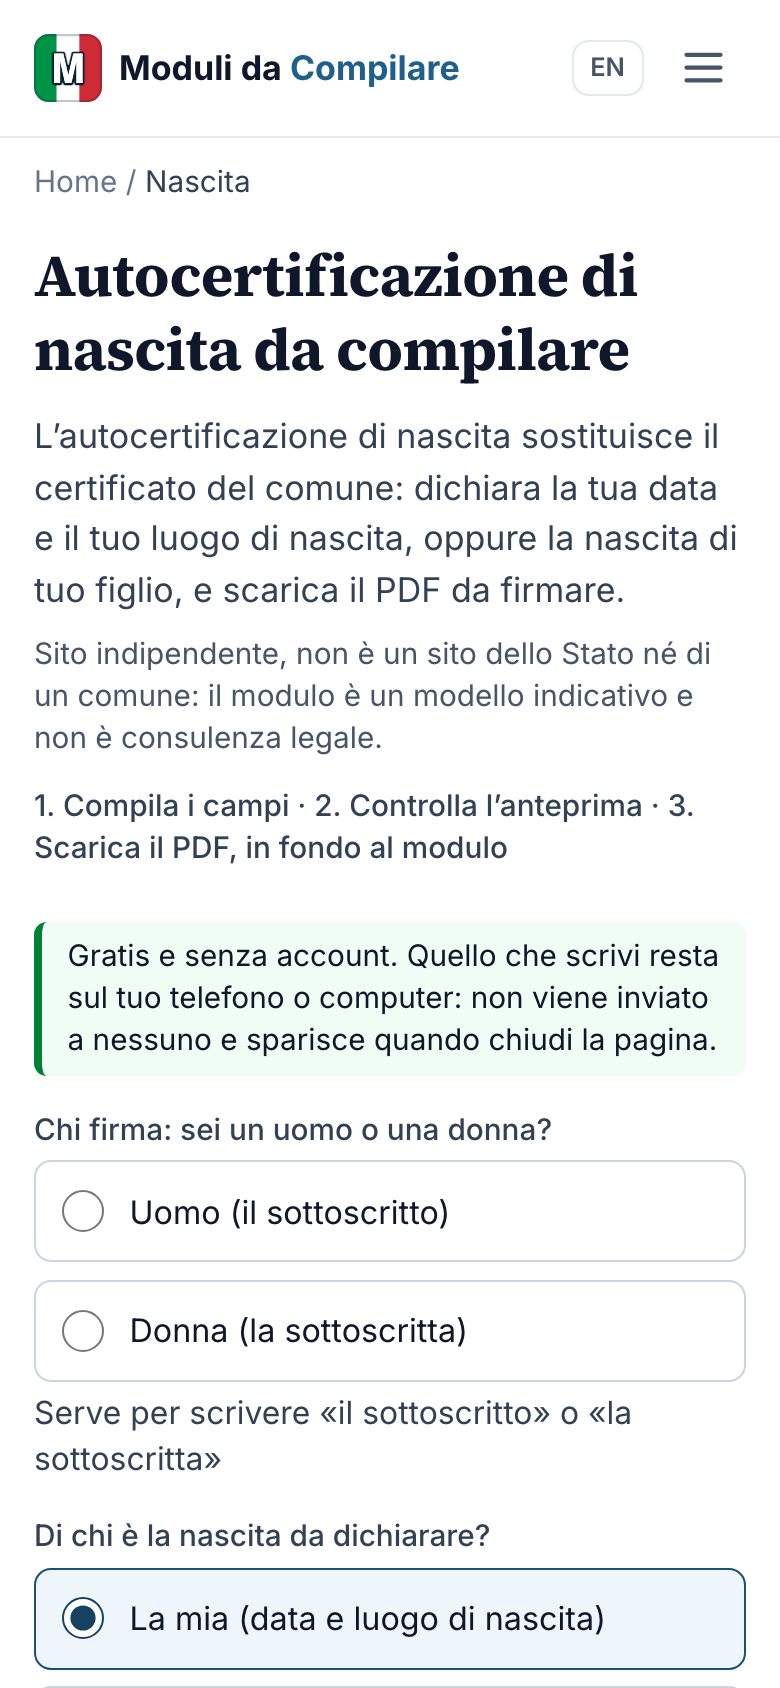 M Moduli da Compilare EN
Home / Nascita
Autocertificazione di
nascita da compilare
L’autocertificazione di nascita sostituisce il
certificato del comune: dichiara la tua data
e il tuo luogo di nascita, oppure la nascita di
tuo figlio, e scarica il PDF da firmare.
Sito indipendente, non è un sito dello Stato né di
un comune: il modulo è un modello indicativo e
non è consulenza legale.
1. Compila i campi · 2. Controlla l’anteprima · 3.
Scarica il PDF, in fondo al modulo
Gratis e senza account. Quello che scrivi resta
sul tuo telefono o computer: non viene inviato
a nessuno e sparisce quando chiudi la pagina.
Chi firma: sei un uomo o una donna?
Uomo (il sottoscritto)
Donna (la sottoscritta)
Serve per scrivere «il sottoscritto» o «la
sottoscritta»
Di chi è la nascita da dichiarare?
La mia (data e luogo di nascita)